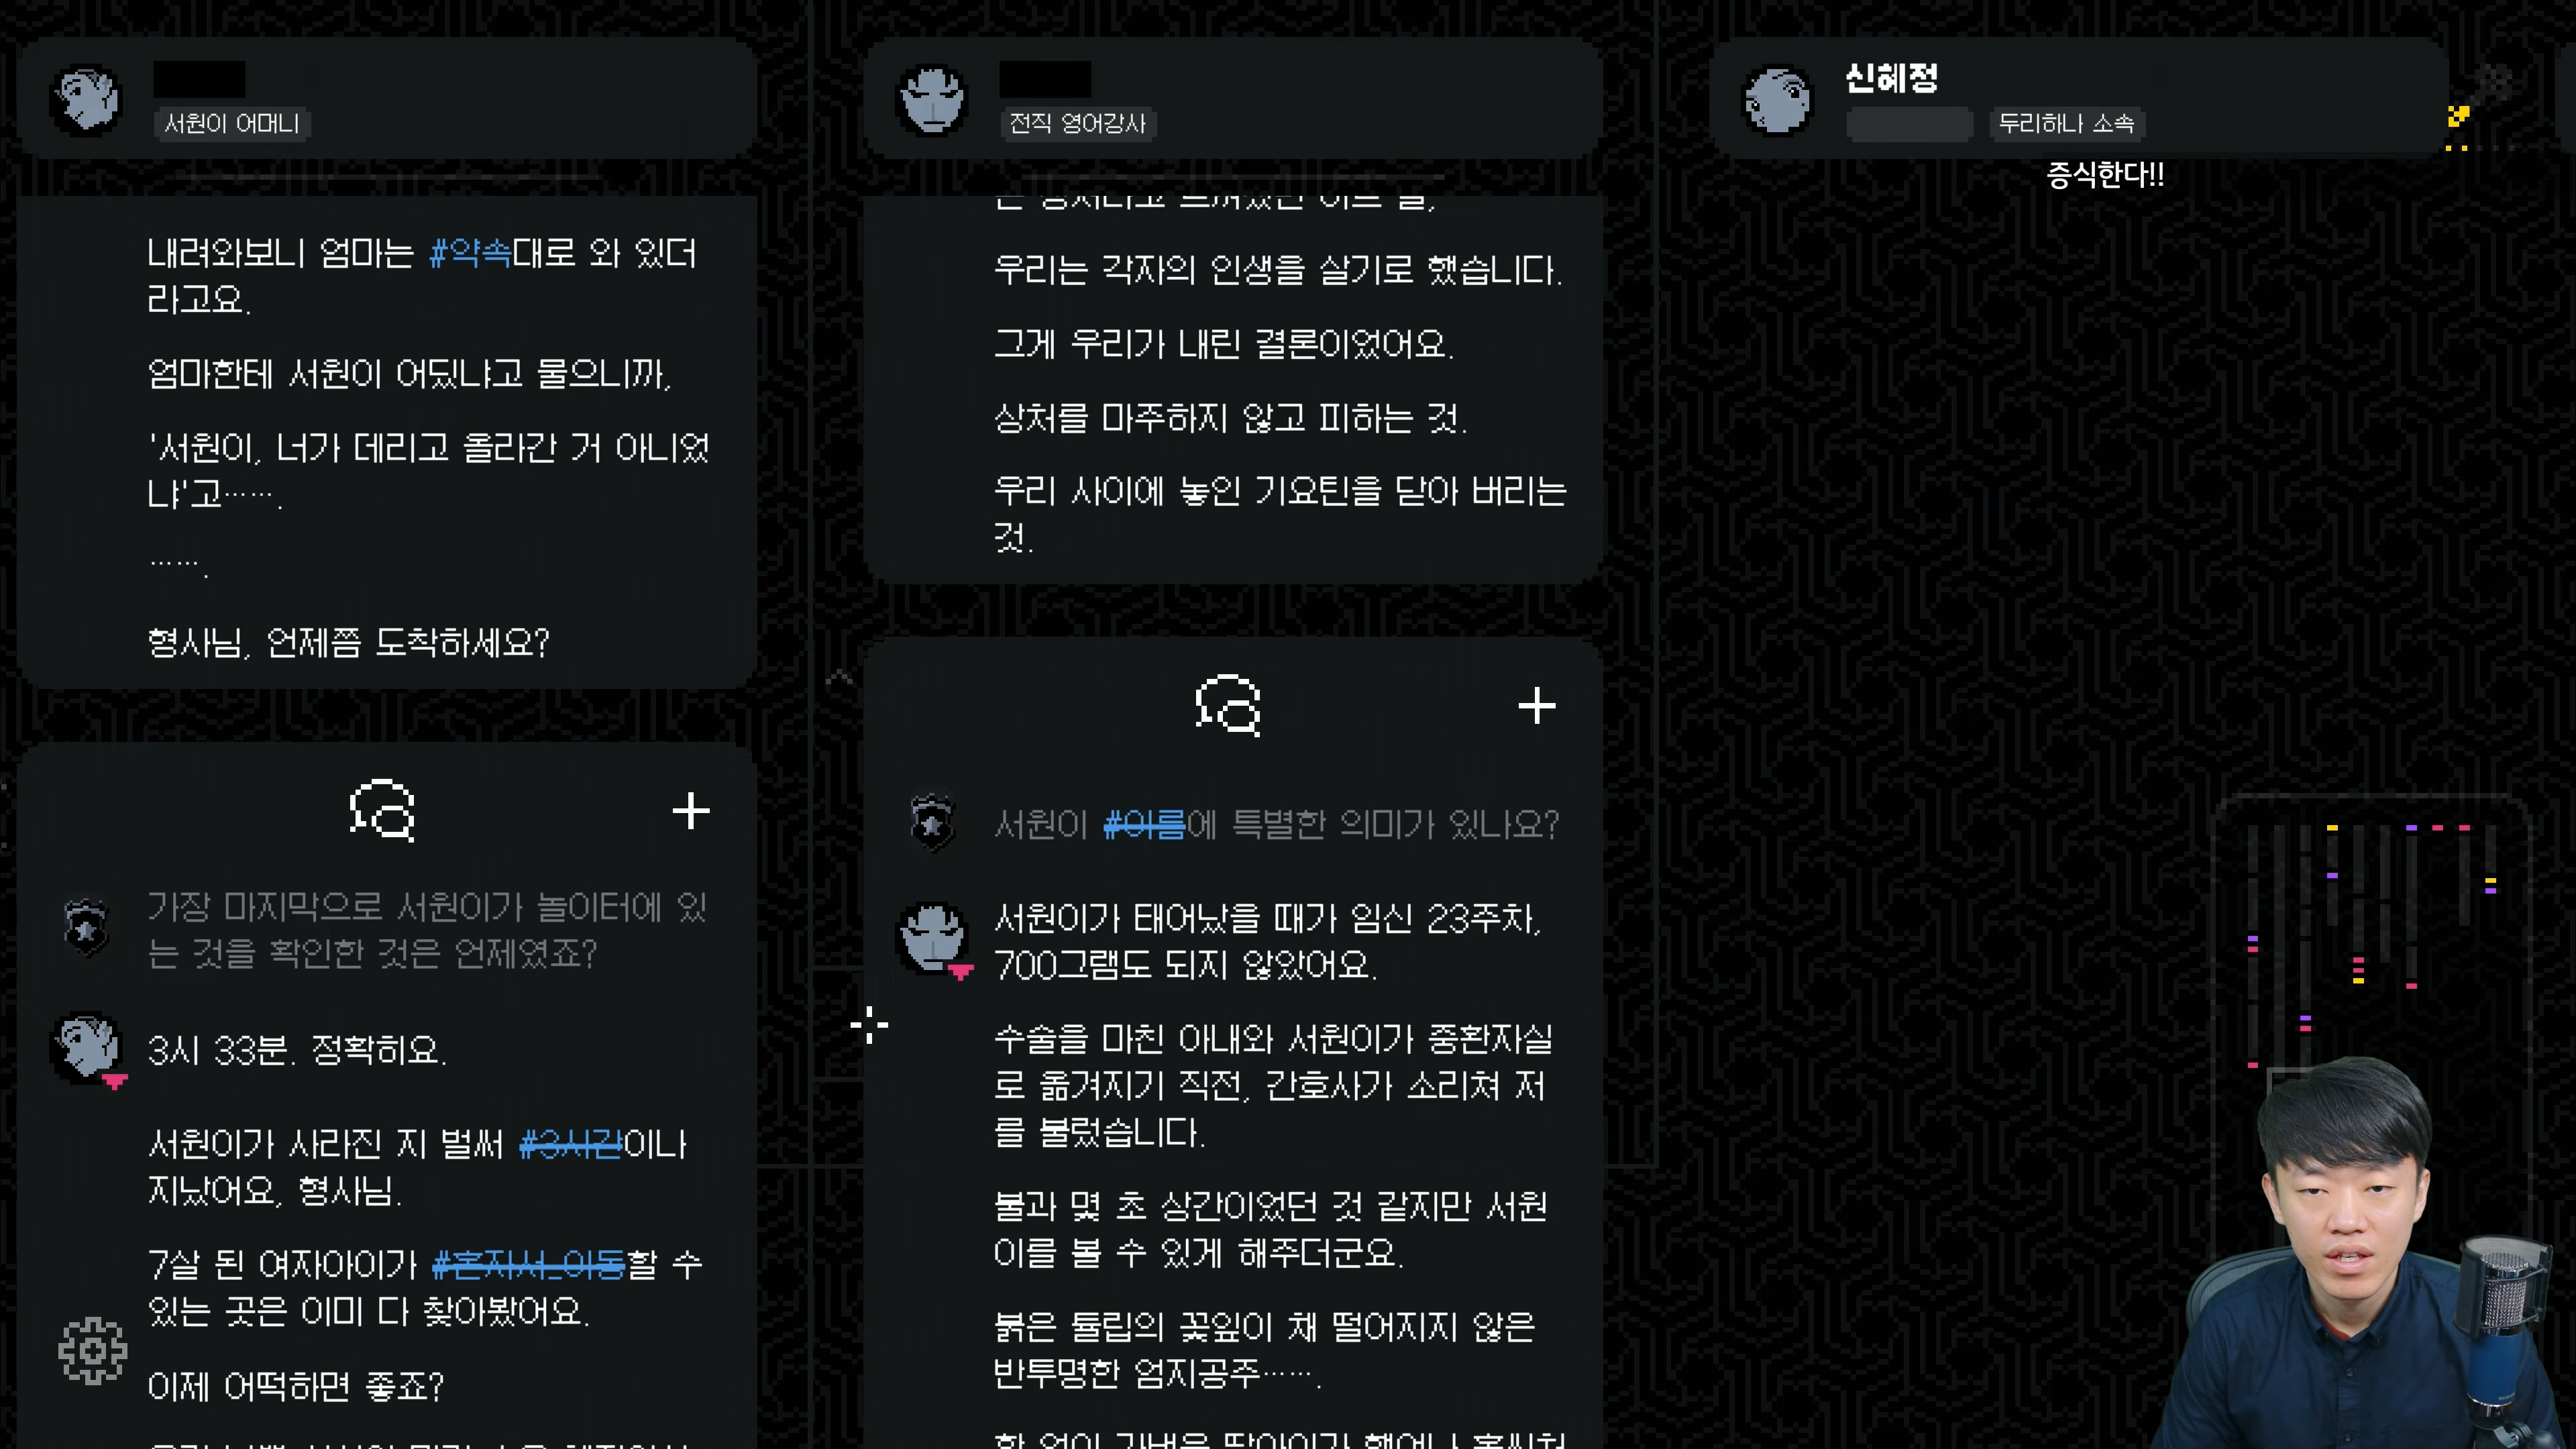 서원이 어머니
내려와보니 엄마는 #약속대로 와 있더
라고요.
엄마한테 서원이 어딨냐고 물으니까,
'서원이, 너가 데리고 올라간 거 아니었
냐'고…….
…….
형사님, 언제쯤 도착하세요?
가장 마지막으로 서원이가 놀이터에 있
는 것을 확인한 것은 언제였죠?
3시 33분. 정확히요.
서원이가 사라진 지 벌써 #3시간이나
지났어요, 형사님.
7살 된 여자아이가 #혼자서_이동할 수
있는 곳은 이미 다 찾아봤어요.
이제 어떡하면 좋죠?
전직 영어강사
우리는 각자의 인생을 살기로 했습니다.
그게 우리가 내린 결론이었어요.
상처를 마주하지 않고 피하는 것.
우리 사이에 놓인 기요틴을 닫아 버리는
것.
서원이 #이름에 특별한 의미가 있나요?
서원이가 태어났을 때가 임신 23주차,
700그램도 되지 않았어요.
수술을 마친 아내와 서원이가 중환자실
로 옮겨지기 직전, 간호사가 소리쳐 저
를 불렀습니다.
불과 몇 초 상간이었던 것 같지만 서원
이를 볼 수 있게 해주더군요.
붉은 튤립의 꽃잎이 채 떨어지지 않은
반투명한 엄지공주…….
신혜정
두리하나 소속
증식한다!!